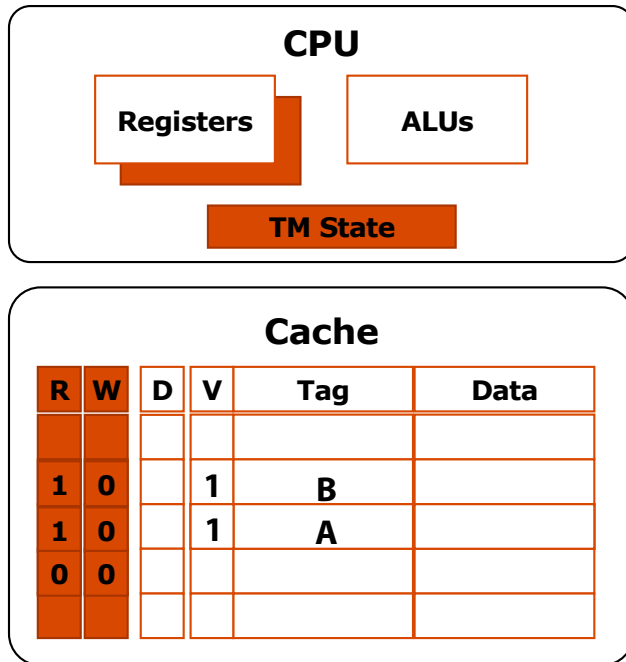 CPU
Registers ALUs
TM State
Cache
R W D V Tag Data
1 0 1 B
1 0 1 A
0 0